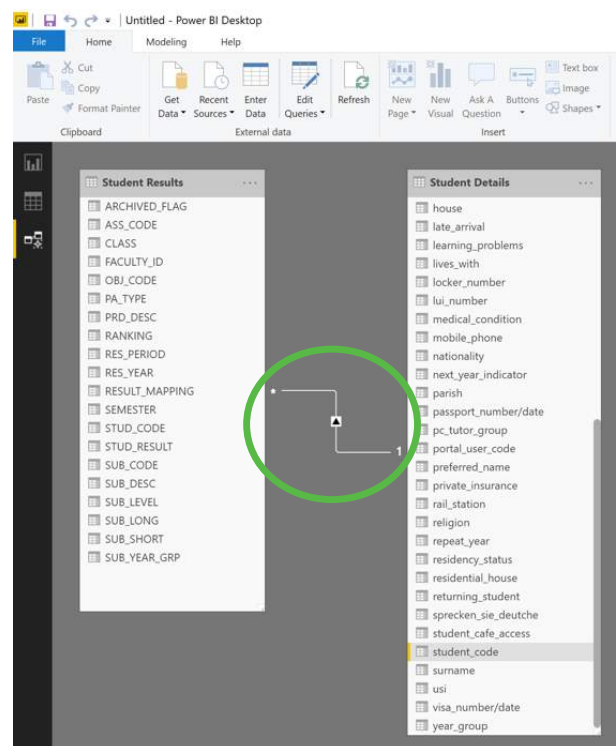 Untitled - Power BI Desktop
File Home Modeling Help
Paste
Cut
Copy
Format Painter
Clipboard
Get Data
Recent Sources
Enter Data
Edit Queries
Refresh
External data
New Page
New Visual
Ask A Question
Buttons
Text box
Image
Shapes
Insert
Student Results
ARCHIVED_FLAG
ASS_CODE
CLASS
FACULTY_ID
OBJ_CODE
PA_TYPE
PRD_DESC
RANKING
RES_PERIOD
RES_YEAR
RESULT_MAPPING
SEMESTER
STUD_CODE
STUD_RESULT
SUB_CODE
SUB_DESC
SUB_LEVEL
SUB_LONG
SUB_SHORT
SUB_YEAR_GRP
*
1
Student Details
house
late_arrival
learning_problems
lives_with
locker_number
lui_number
medical_condition
mobile_phone
nationality
next_year_indicator
parish
passport_number/date
pc_tutor_group
portal_user_code
preferred_name
private_insurance
rail_station
religion
repeat_year
residency_status
residential_house
returning_student
sprecken_sie_deutche
student_cafe_access
student_code
surname
usi
visa_number/date
year_group